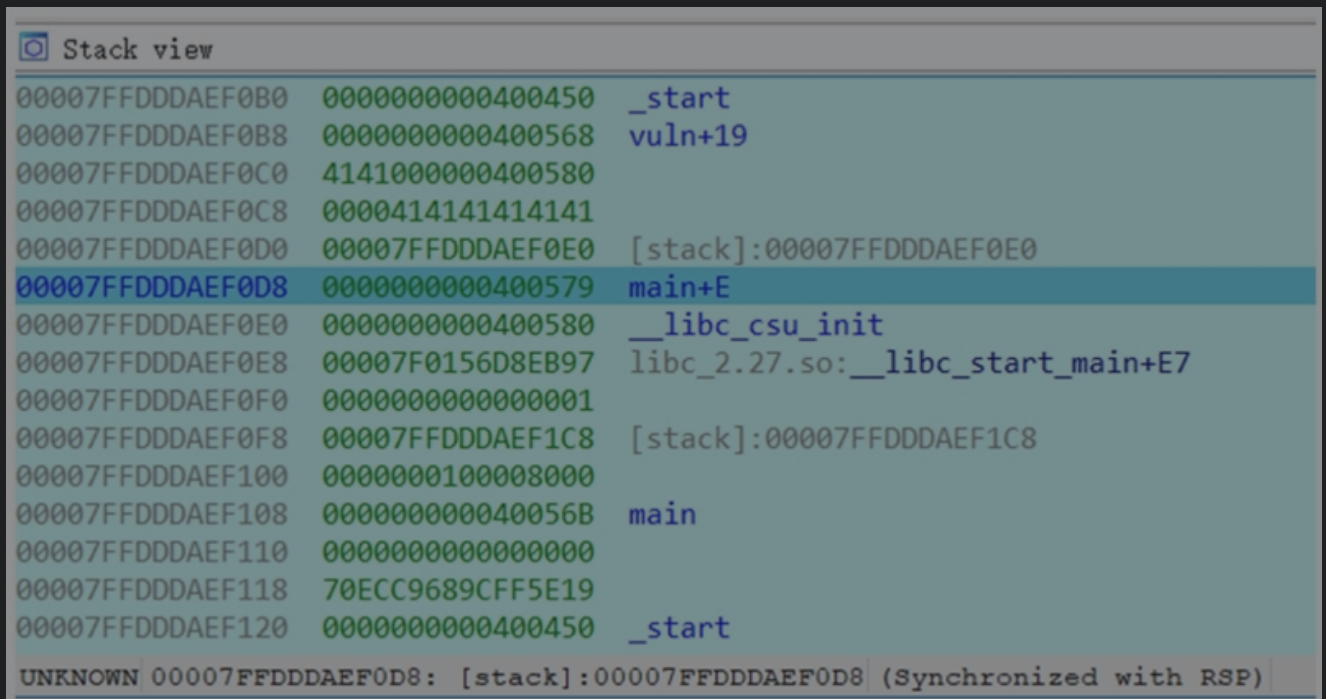 Stack view
00007FFDDDAEF0B0 0000000000400450 _start
00007FFDDDAEF0B8 0000000000400568 vuln+19
00007FFDDDAEF0C0 4141000000400580
00007FFDDDAEF0C8 0000414141414141
00007FFDDDAEF0D0 00007FFDDDAEF0E0 [stack]:00007FFDDDAEF0E0
00007FFDDDAEF0D8 0000000000400579 main+E
00007FFDDDAEF0E0 0000000000400580 __libc_csu_init
00007FFDDDAEF0E8 00007F0156D8EB97 libc_2.27.so:__libc_start_main+E7
00007FFDDDAEF0F0 0000000000000001
00007FFDDDAEF0F8 00007FFDDDAEF1C8 [stack]:00007FFDDDAEF1C8
00007FFDDDAEF100 0000000100008000
00007FFDDDAEF108 000000000040056B main
00007FFDDDAEF110 0000000000000000
00007FFDDDAEF118 70ECC9689CFF5E19
00007FFDDDAEF120 0000000000400450 _start
UNKNOWN 00007FFDDDAEF0D8: [stack]:00007FFDDDAEF0D8 (Synchronized with RSP)